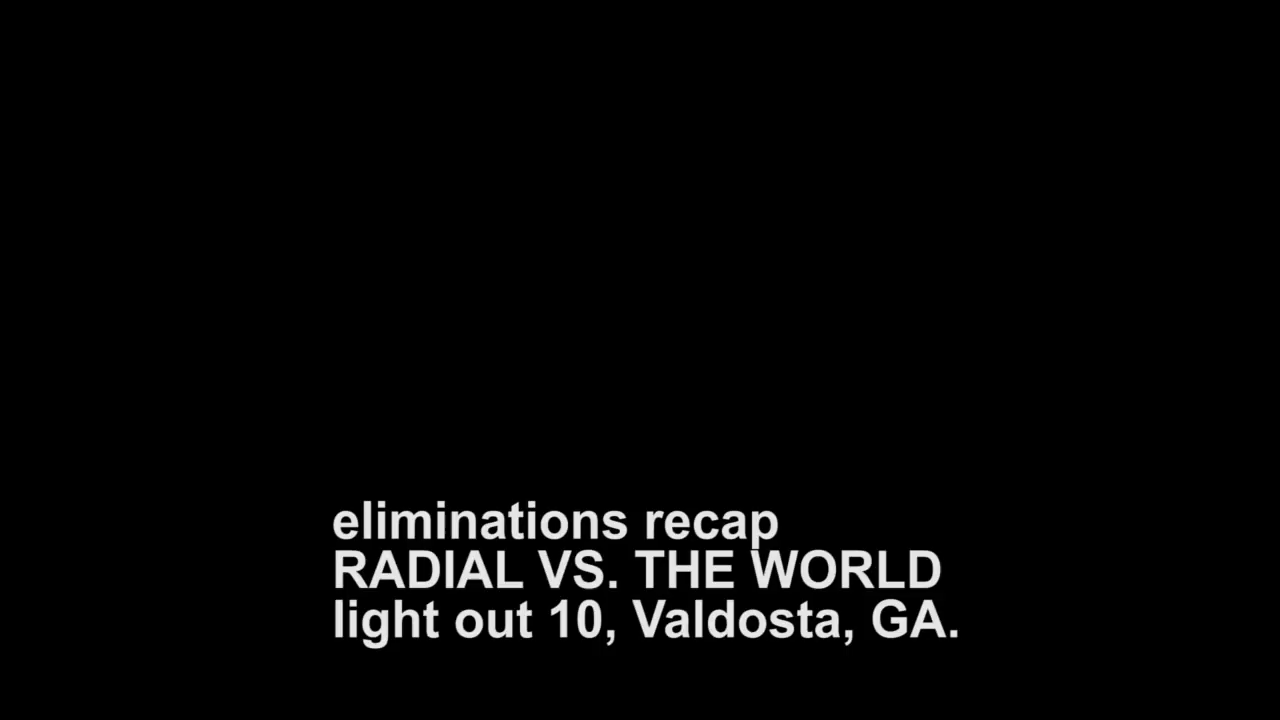 eliminations recap
RADIAL VS. THE WORLD
light out 10, Valdosta, GA.